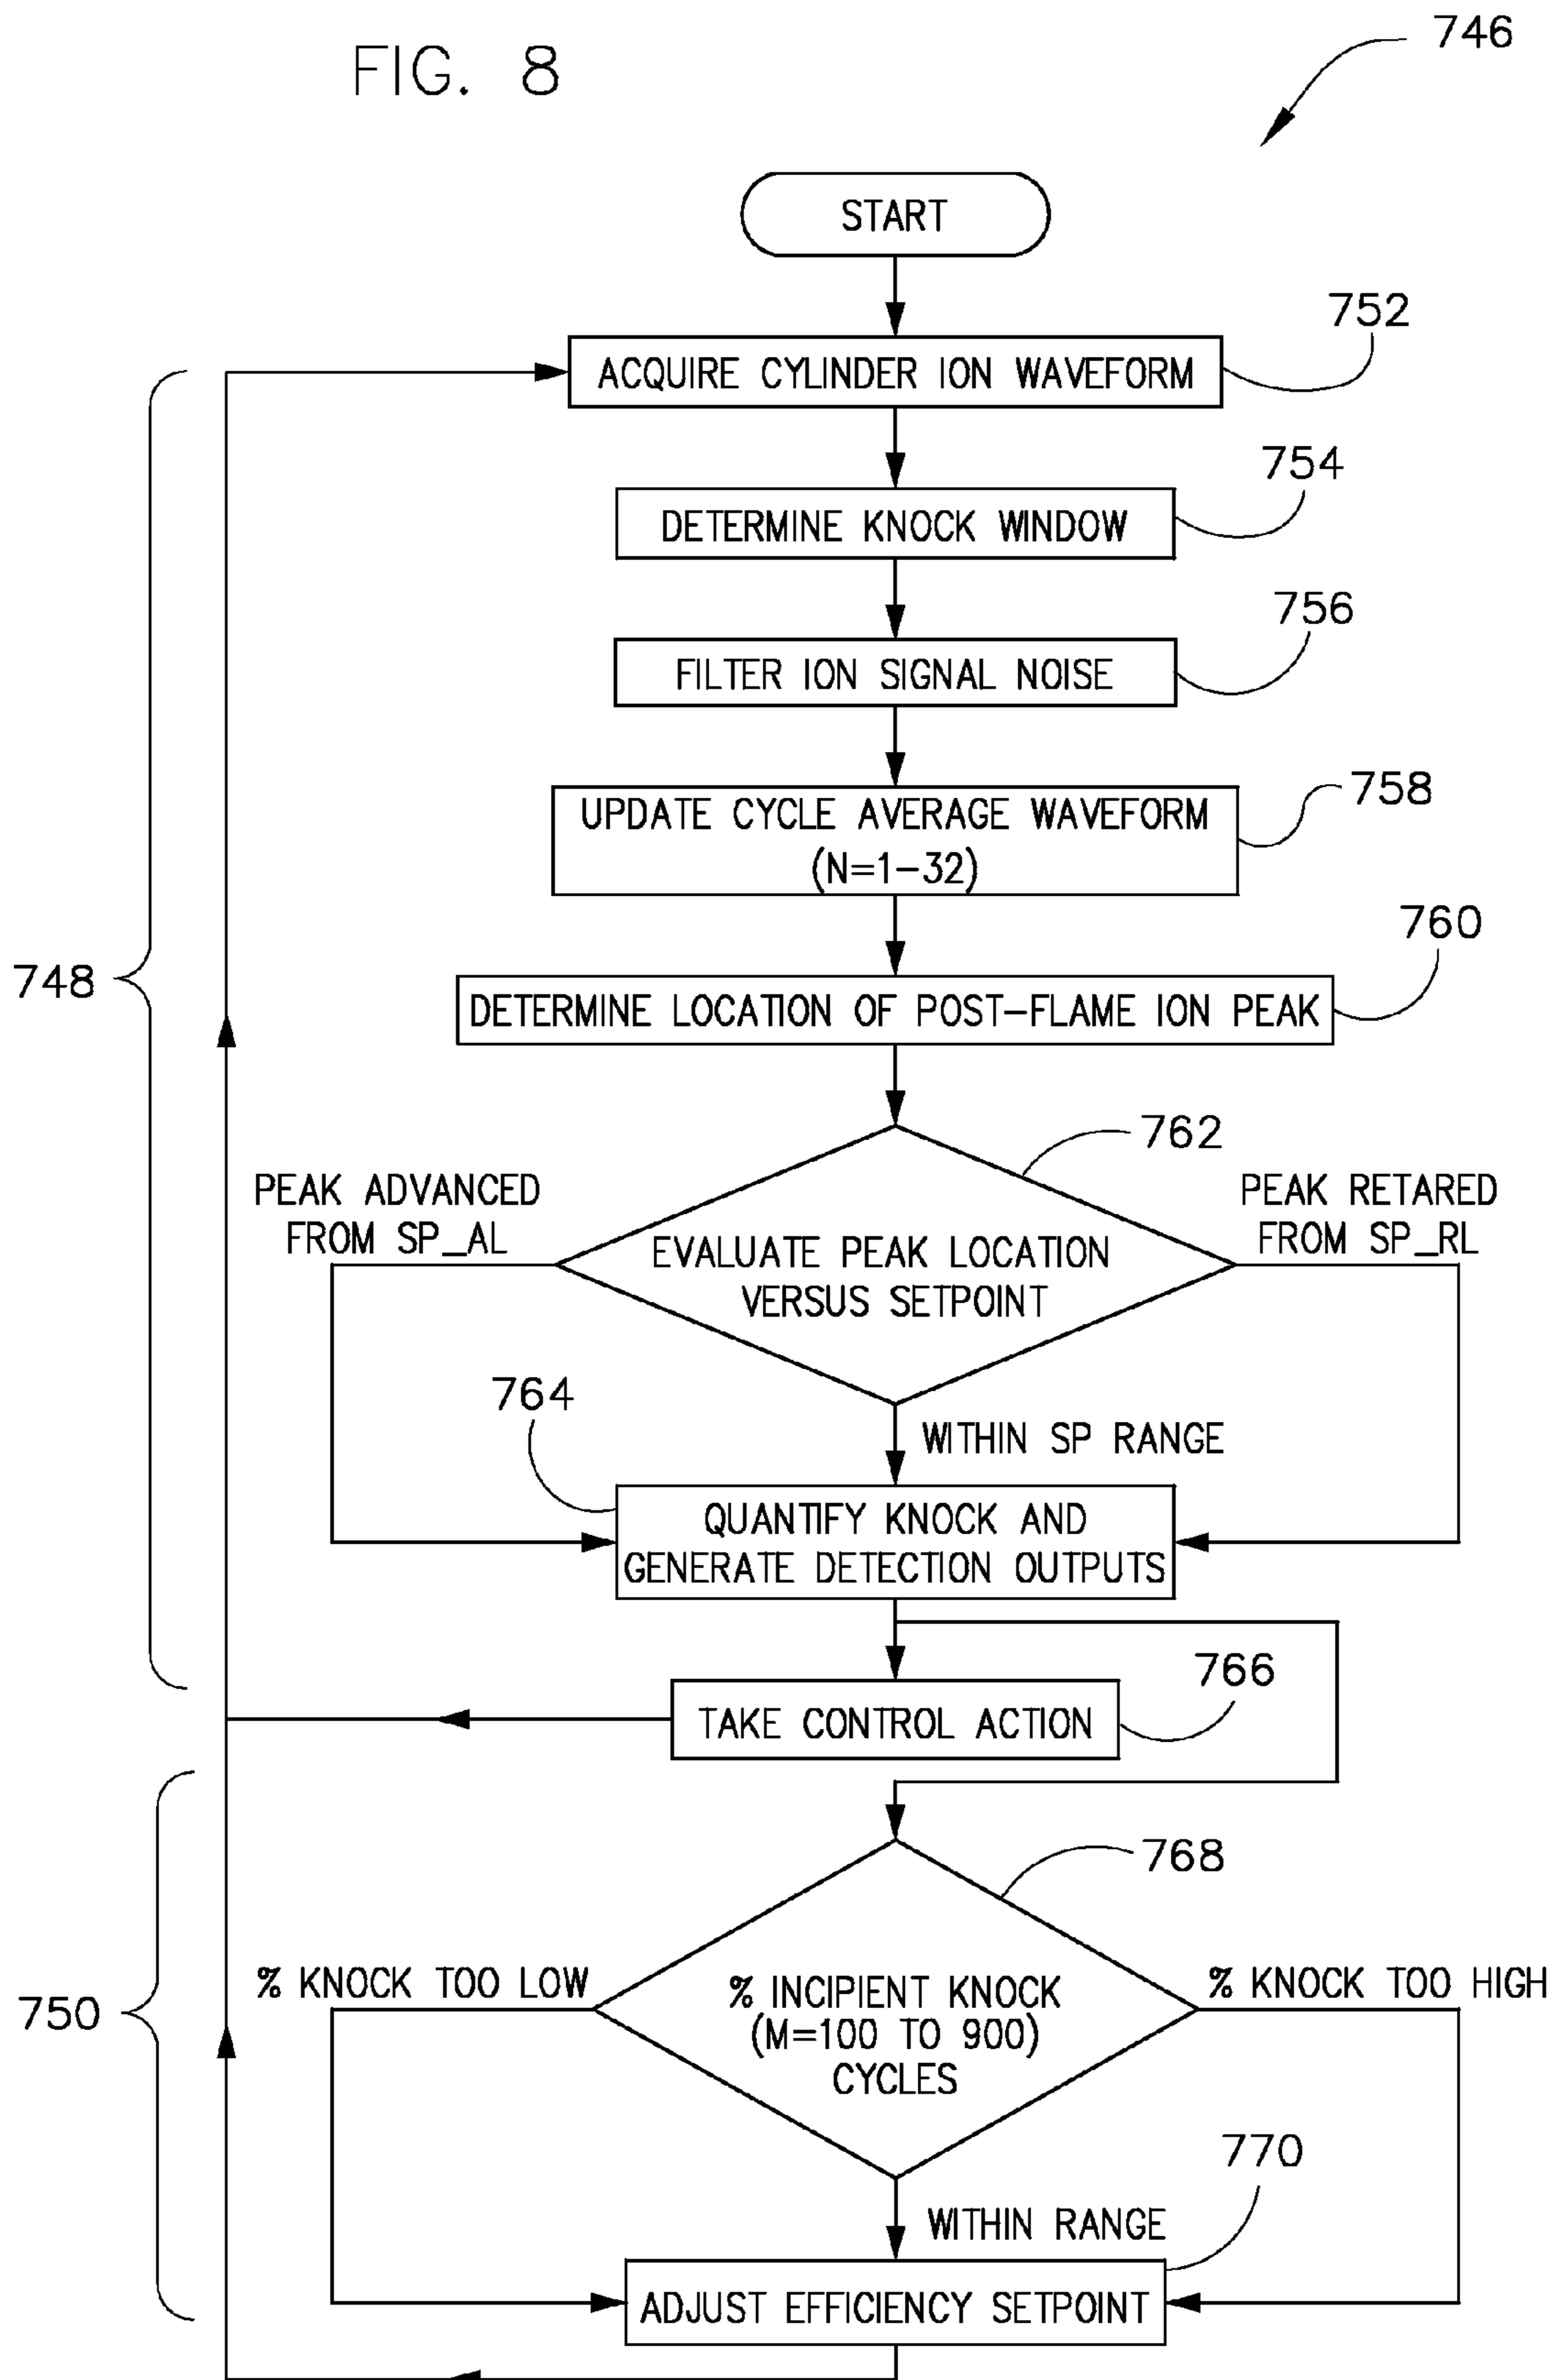 FIG. 8
746
START
752
ACQUIRE CYLINDER ION WAVEFORM
754
DETERMINE KNOCK WINDOW
756
FILTER ION SIGNAL NOISE
758
UPDATE CYCLE AVERAGE WAVEFORM
(N=1-32)
760
748
DETERMINE LOCATION OF POST-FLAME ION PEAK
762
PEAK ADVANCED
FROM SP_AL
PEAK RETARED
FROM SP_RL
EVALUATE PEAK LOCATION
VERSUS SETPOINT
764
WITHIN SP RANGE
QUANTIFY KNOCK AND
GENERATE DETECTION OUTPUTS
766
TAKE CONTROL ACTION
768
% KNOCK TOO LOW
% KNOCK TOO HIGH
750
% INCIPIENT KNOCK
(M=100 TO 900)
CYCLES
770
WITHIN RANGE
ADJUST EFFICIENCY SETPOINT